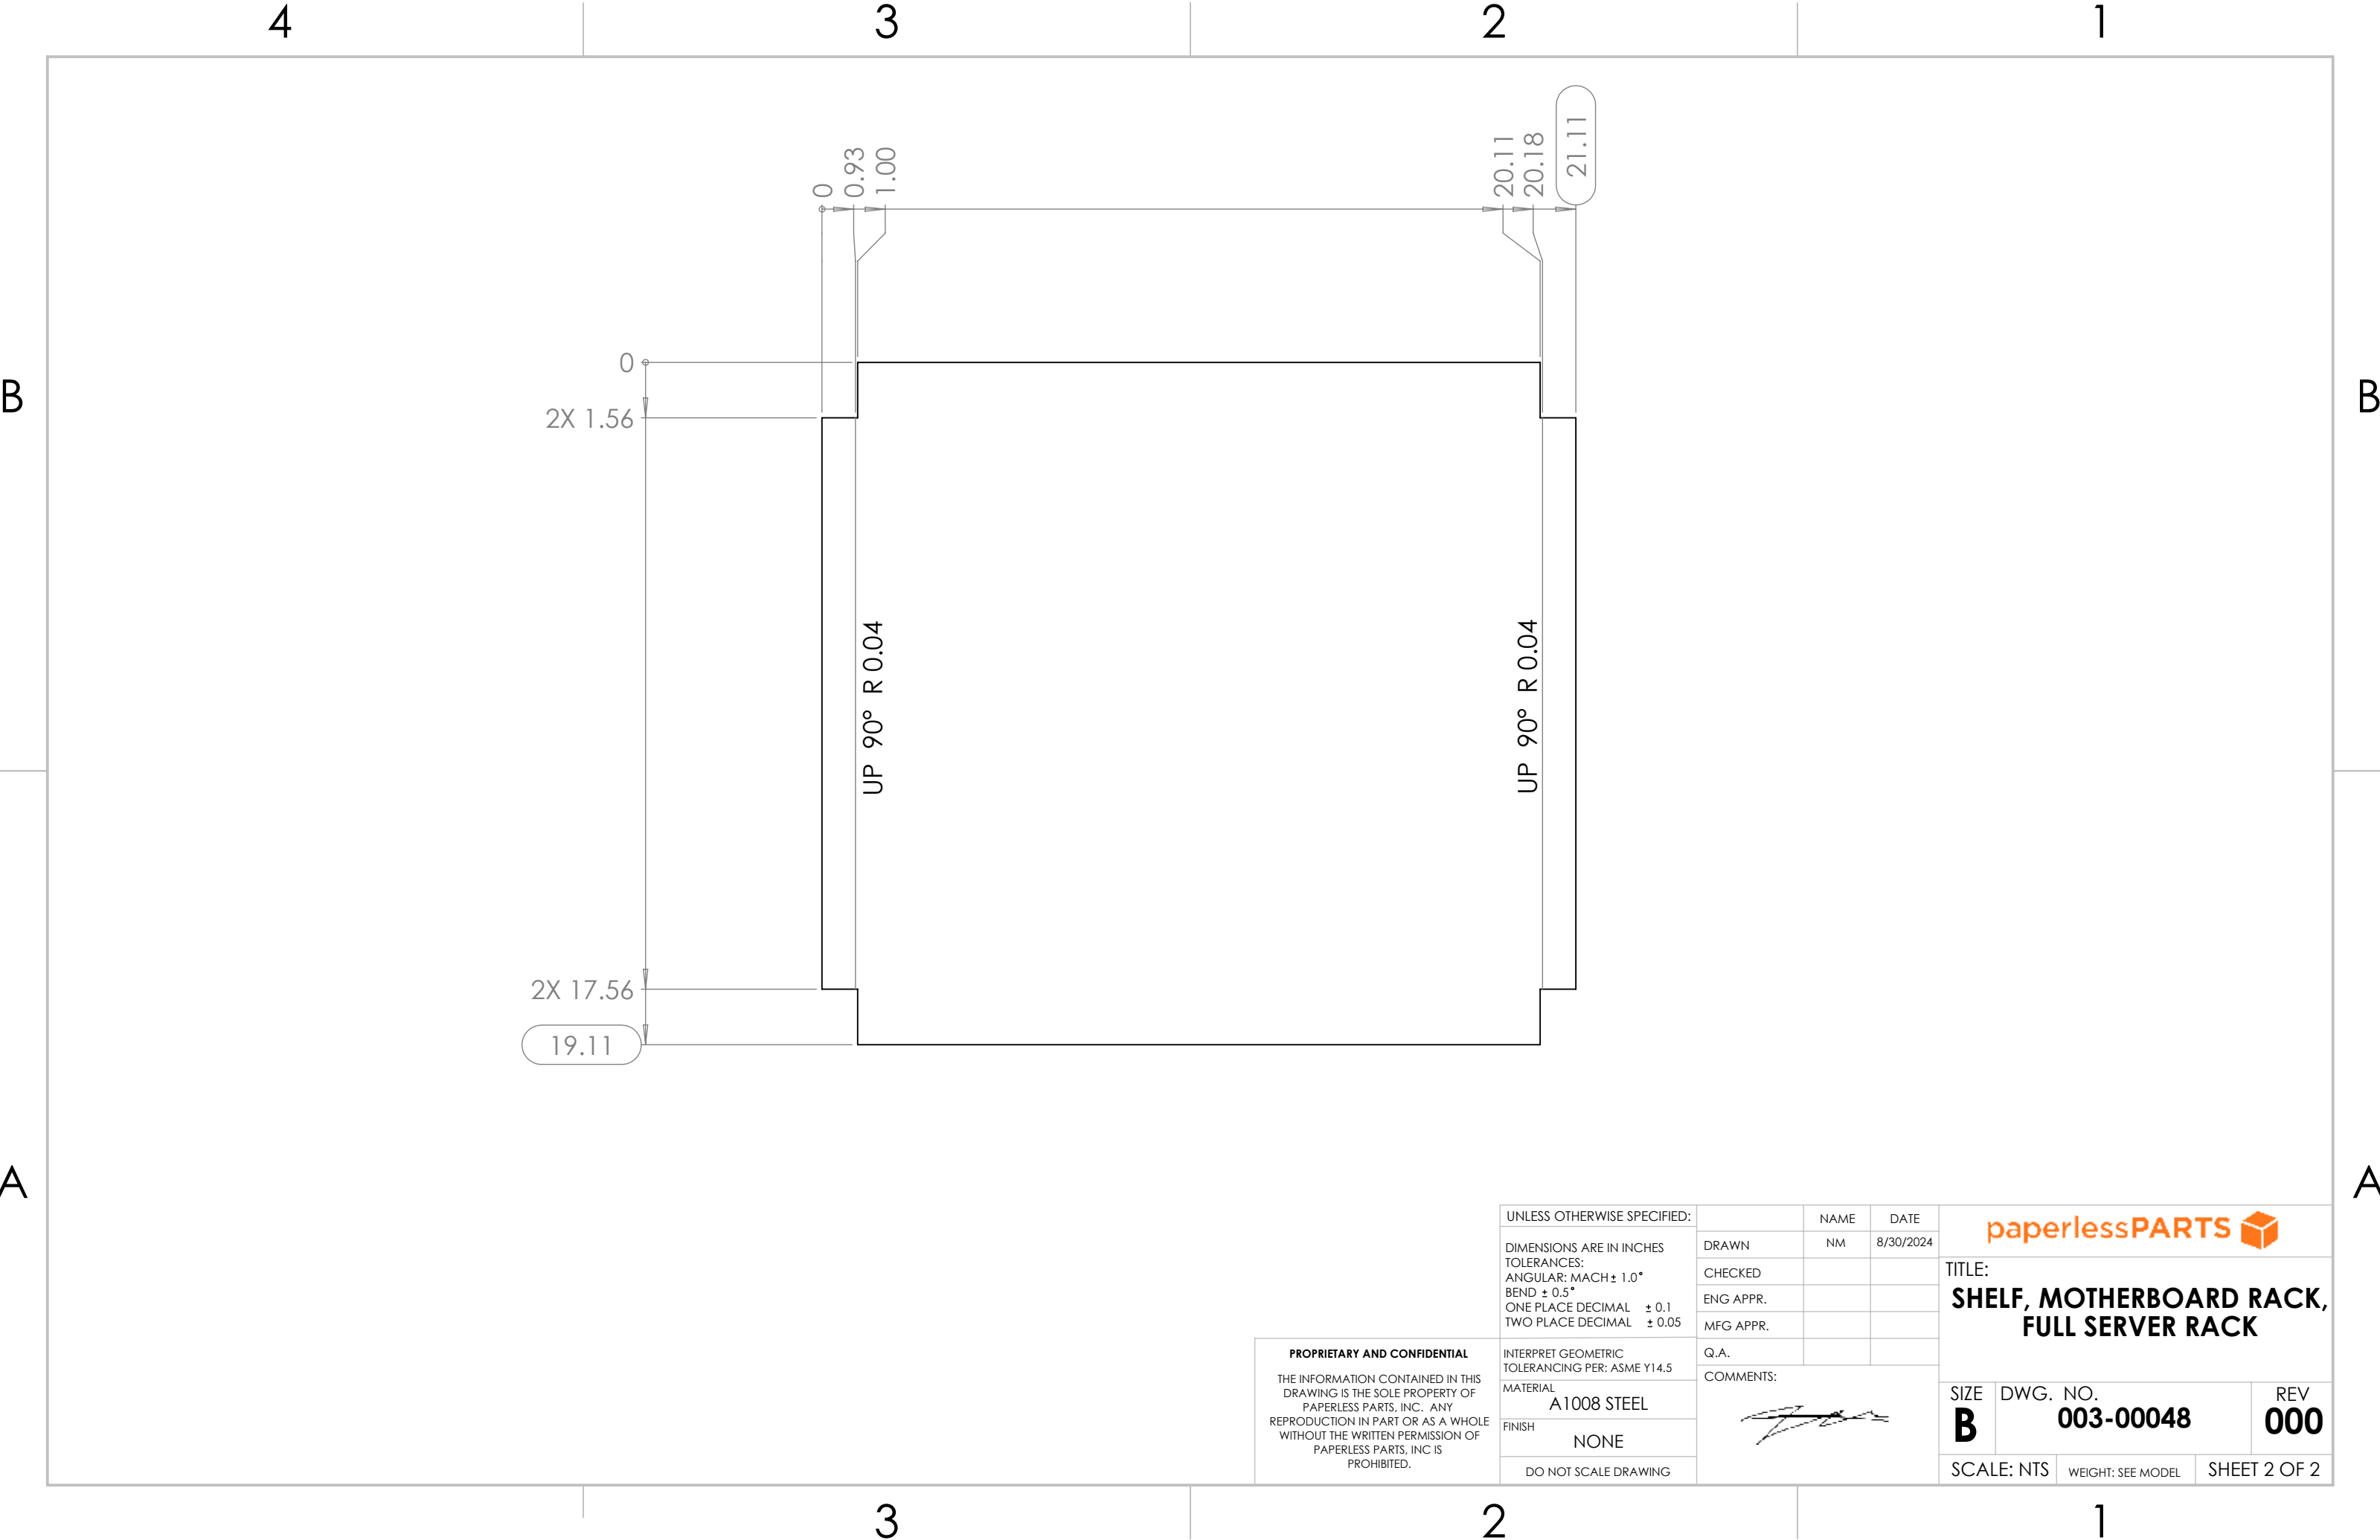 4 3 2 1
0
0.93
1.00
20.11
20.18
21.11
0
B B
2X 1.56
UP 90° R 0.04
UP 90° R 0.04
2X 17.56
19.11
A A
UNLESS OTHERWISE SPECIFIED:
DIMENSIONS ARE IN INCHES
TOLERANCES:
ANGULAR: MACH ± 1.0°
BEND ± 0.5°
ONE PLACE DECIMAL ± 0.1
TWO PLACE DECIMAL ± 0.05
INTERPRET GEOMETRIC
TOLERANCING PER: ASME Y14.5
MATERIAL
A1008 STEEL
FINISH
NONE
DO NOT SCALE DRAWING
PROPRIETARY AND CONFIDENTIAL
THE INFORMATION CONTAINED IN THIS
DRAWING IS THE SOLE PROPERTY OF
PAPERLESS PARTS, INC. ANY
REPRODUCTION IN PART OR AS A WHOLE
WITHOUT THE WRITTEN PERMISSION OF
PAPERLESS PARTS, INC IS
PROHIBITED.
NAME DATE
DRAWN NM 8/30/2024
CHECKED
ENG APPR.
MFG APPR.
Q.A.
COMMENTS:
paperlessPARTS
TITLE:
SHELF, MOTHERBOARD RACK,
FULL SERVER RACK
SIZE DWG. NO. REV
B 003-00048 000
SCALE: NTS WEIGHT: SEE MODEL SHEET 2 OF 2
3 2 1